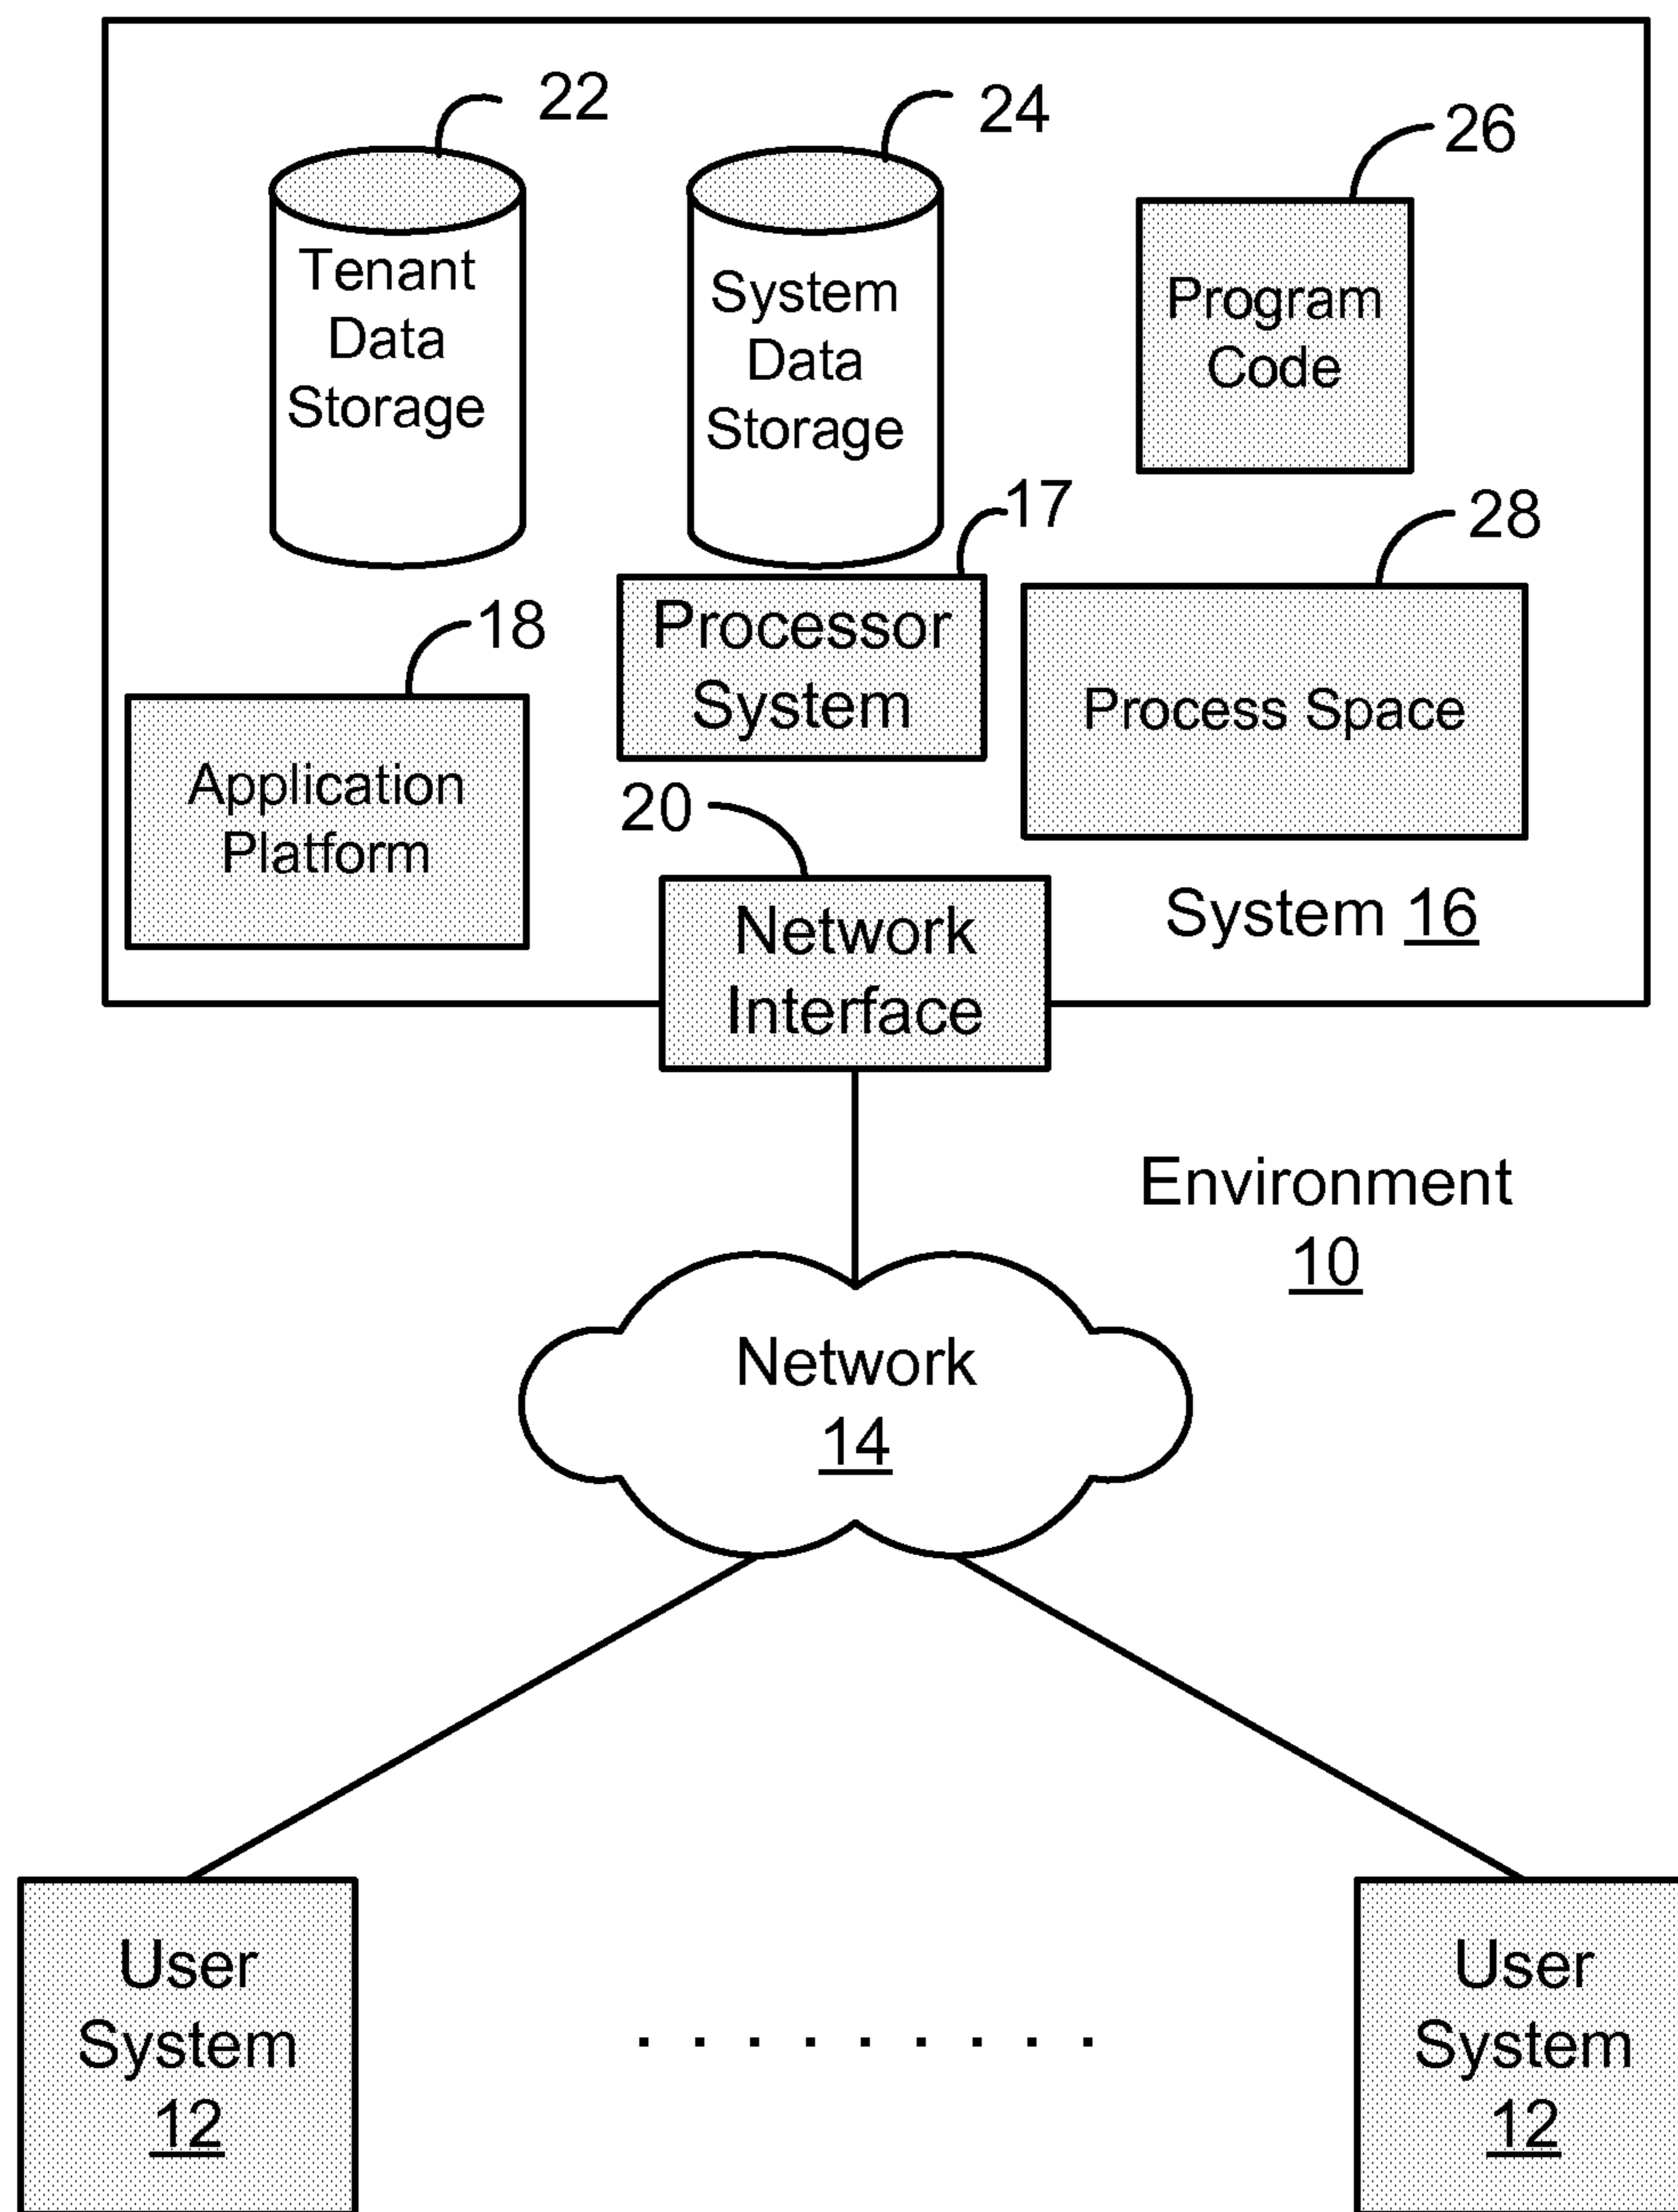 22
24
26
Tenant
Data
Storage
System
Data
Storage
Program
Code
17
28
18
Processor
System
Process Space
Application
Platform
20
Network
Interface
System 16
Environment
10
Network
14
User
System
12
. . . . . . . . .
User
System
12